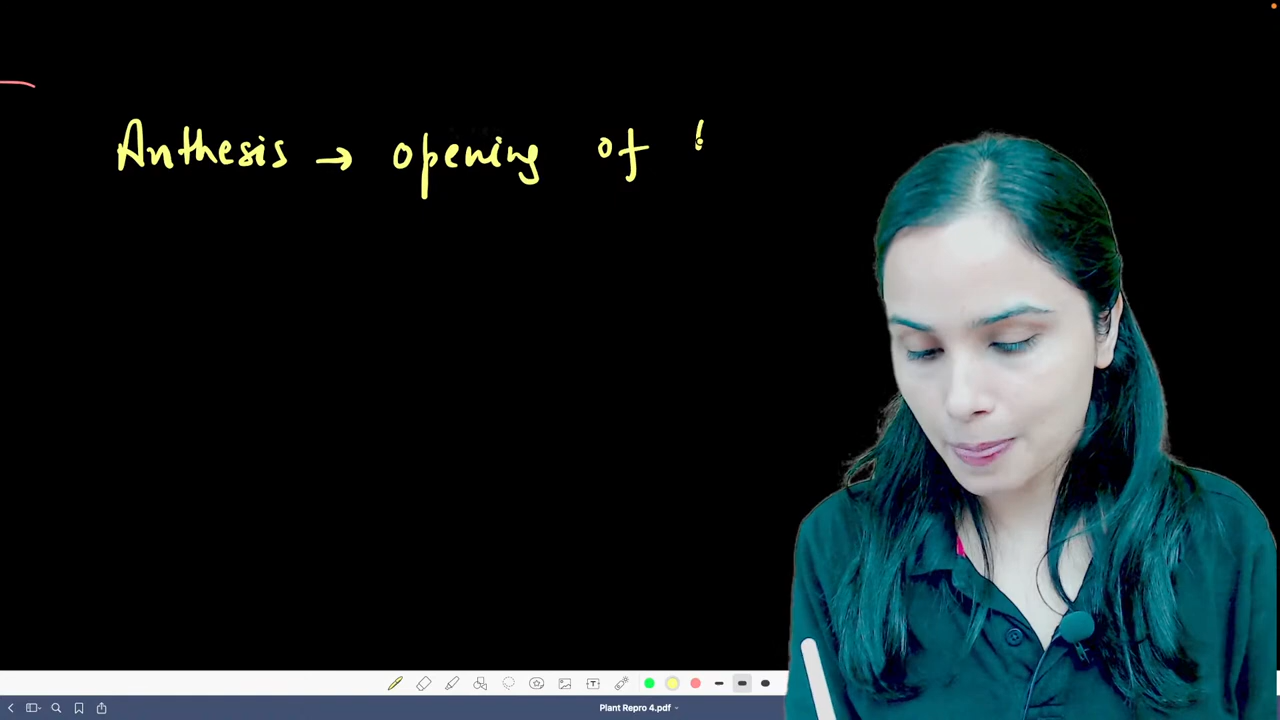 Anthesis → opening of
Plant Repro 4.pdf